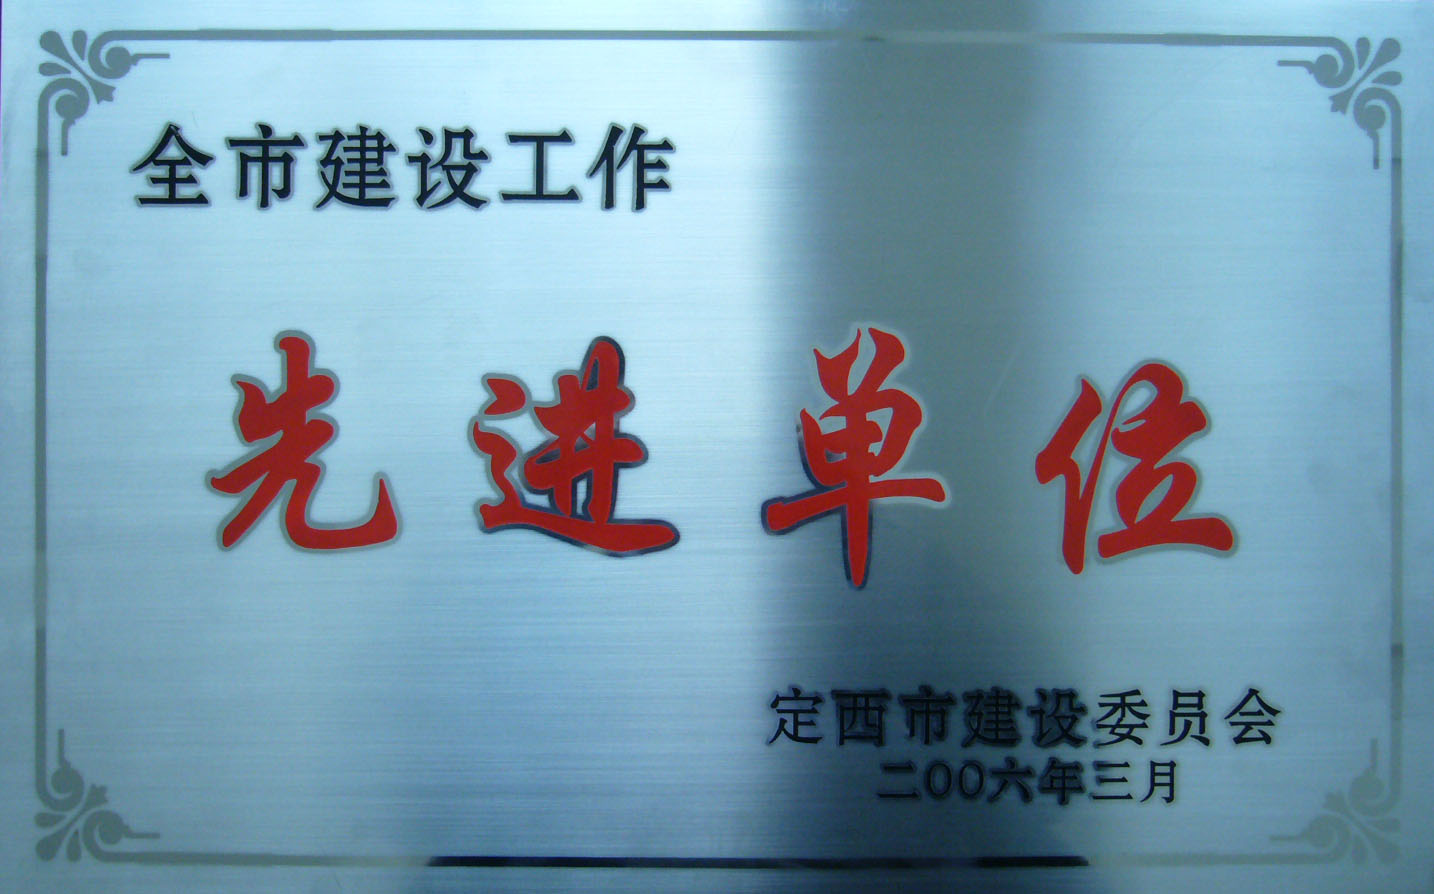 全市建设工作
先进单位
定西市建设委员会
二00六年三月